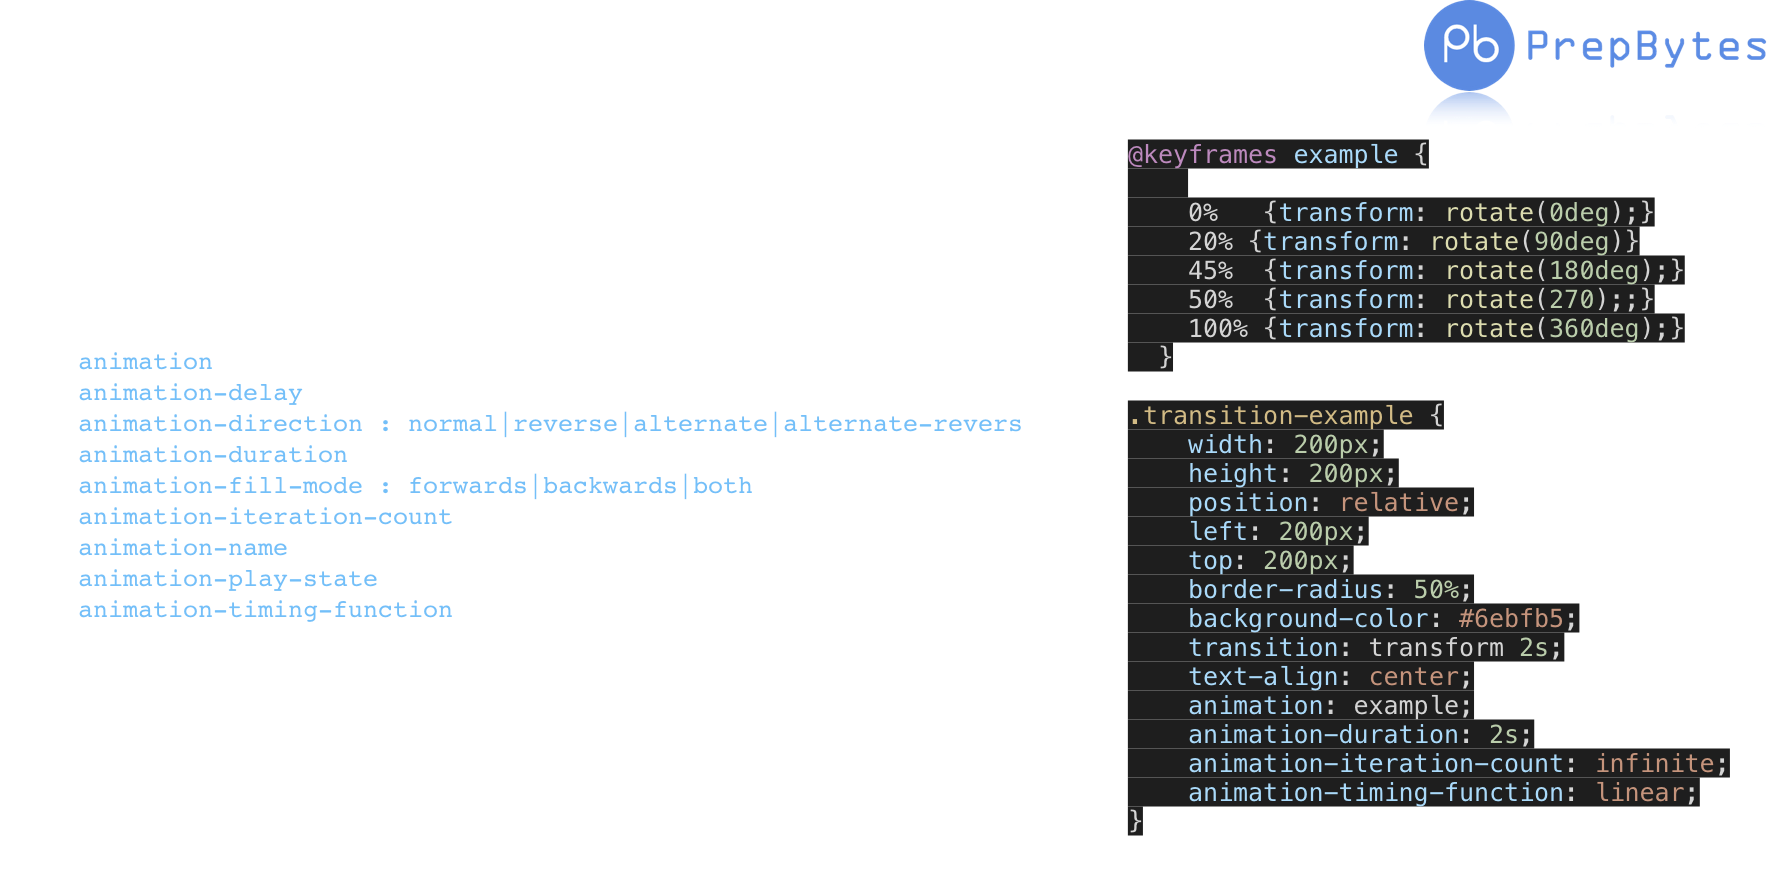 Pb PrepBytes
animation
animation-delay
animation-direction : normal|reverse|alternate|alternate-revers
animation-duration
animation-fill-mode : forwards|backwards|both
animation-iteration-count
animation-name
animation-play-state
animation-timing-function
@keyframes example {
0% {transform: rotate(0deg);}
20% {transform: rotate(90deg)}
45% {transform: rotate(180deg);}
50% {transform: rotate(270);;}
100% {transform: rotate(360deg);}
}
.transition-example {
width: 200px;
height: 200px;
position: relative;
left: 200px;
top: 200px;
border-radius: 50%;
background-color: #6ebfb5;
transition: transform 2s;
text-align: center;
animation: example;
animation-duration: 2s;
animation-iteration-count: infinite;
animation-timing-function: linear;
}